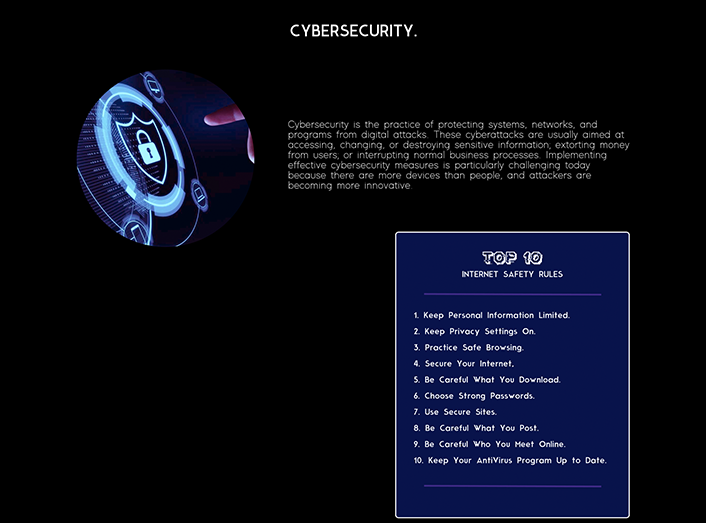 CYBERSECURITY.
Cybersecurity is the practice of protecting systems, networks, and
programs from digital attacks. These cyberattacks are usually aimed at
accessing, changing, or destroying sensitive information, extorting money
from users, or interrupting normal business processes. Implementing
effective cybersecurity measures is particularly challenging today
because there are more devices than people, and attackers are
becoming more innovative.
TOP 10
INTERNET SAFETY RULES
1. Keep Personal Information Limited.
2. Keep Privacy Settings On.
3. Practice Safe Browsing.
4. Secure Your Internet,
5. Be Careful What You Download.
6. Choose Strong Passwords.
7. Use Secure Sites.
8. Be Careful What You Post.
9. Be Careful Who You Meet Online.
10. Keep Your AntiVirus Program Up to Date.